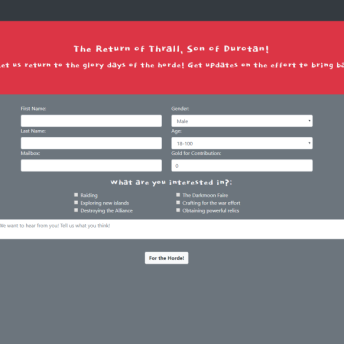 The Return of Thrall, Son of Durotan!
et us return to the glory days of the horde! Get updates on the effort to bring ba
First Name:
Gender:
Male
Last Name:
Age:
18-100
Mailbox:
Gold for Contribution:
0
What are you interested in?:
Raiding
The Darkmoon Faire
Exploring new islands
Crafting for the war effort
Destroying the Alliance
Obtaining powerful relics
We want to hear from you! Tell us what you think!
For the Horde!